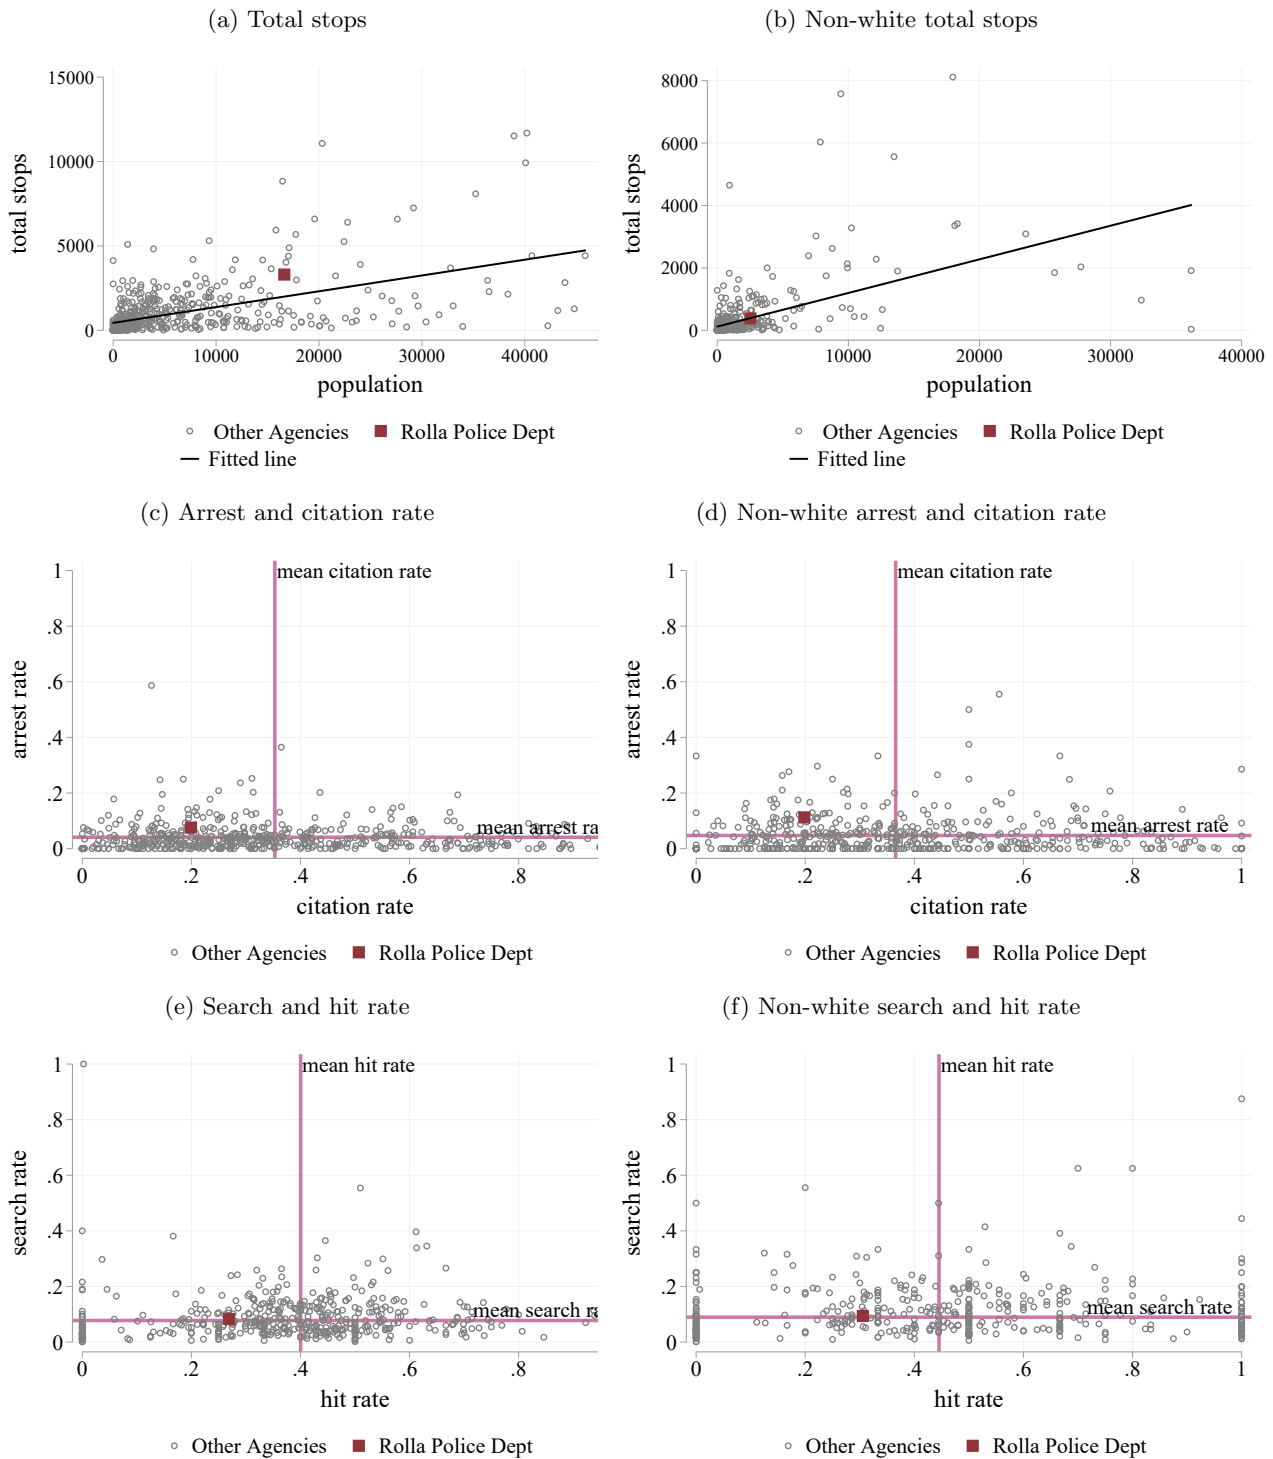 (a) Total stops
15000
10000
5000
0
total stops
0 10000 20000 30000 40000
population
Other Agencies Rolla Police Dept
Fitted line
(b) Non-white total stops
8000
6000
4000
2000
0
total stops
0 10000 20000 30000 40000
population
Other Agencies Rolla Police Dept
Fitted line
(c) Arrest and citation rate
mean citation rate
1
.8
.6
.4
.2
0
arrest rate
mean arrest ra
0 .2 .4 .6 .8
citation rate
Other Agencies Rolla Police Dept
(d) Non-white arrest and citation rate
mean citation rate
1
.8
.6
.4
.2
0
arrest rate
mean arrest rate
0 .2 .4 .6 .8 1
citation rate
Other Agencies Rolla Police Dept
(e) Search and hit rate
mean hit rate
1
.8
.6
.4
.2
0
search rate
mean search ra
0 .2 .4 .6 .8
hit rate
Other Agencies Rolla Police Dept
(f) Non-white search and hit rate
mean hit rate
1
.8
.6
.4
.2
0
search rate
mean search rate
0 .2 .4 .6 .8 1
hit rate
Other Agencies Rolla Police Dept